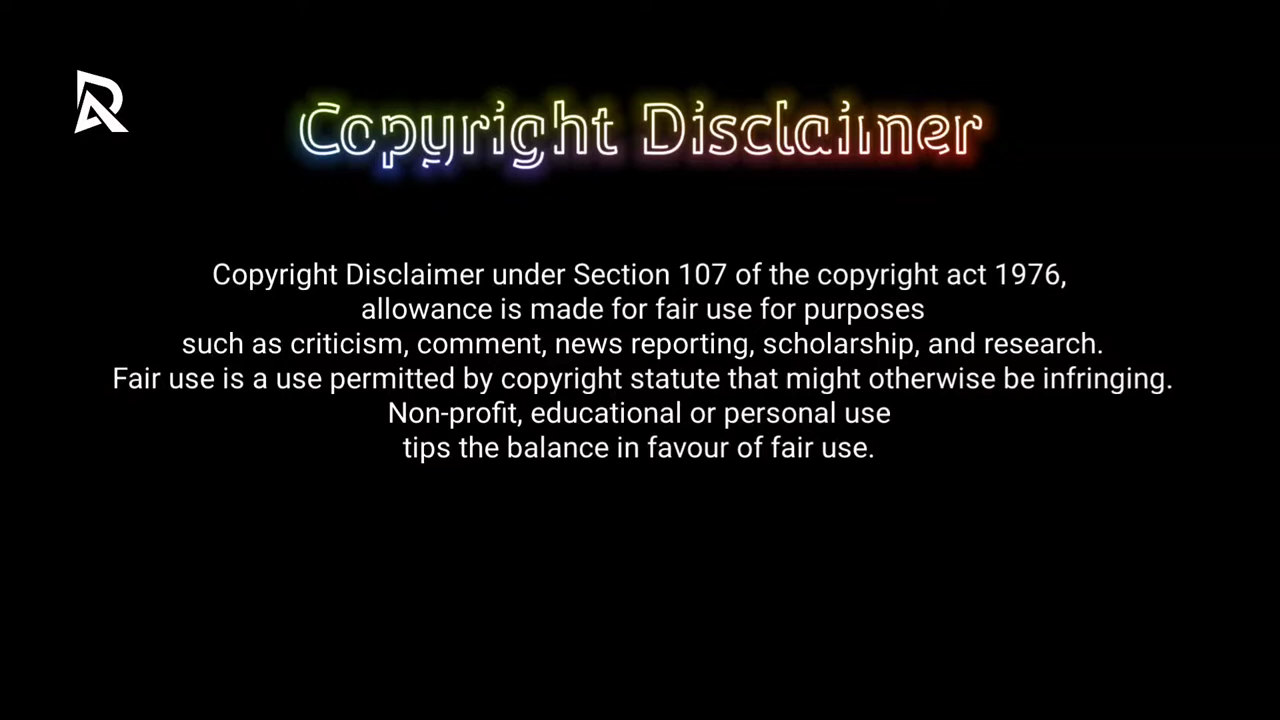 Copyright Disclaimer
Copyright Disclaimer under Section 107 of the copyright act 1976,
allowance is made for fair use for purposes
such as criticism, comment, news reporting, scholarship, and research.
Fair use is a use permitted by copyright statute that might otherwise be infringing.
Non-profit, educational or personal use
tips the balance in favour of fair use.